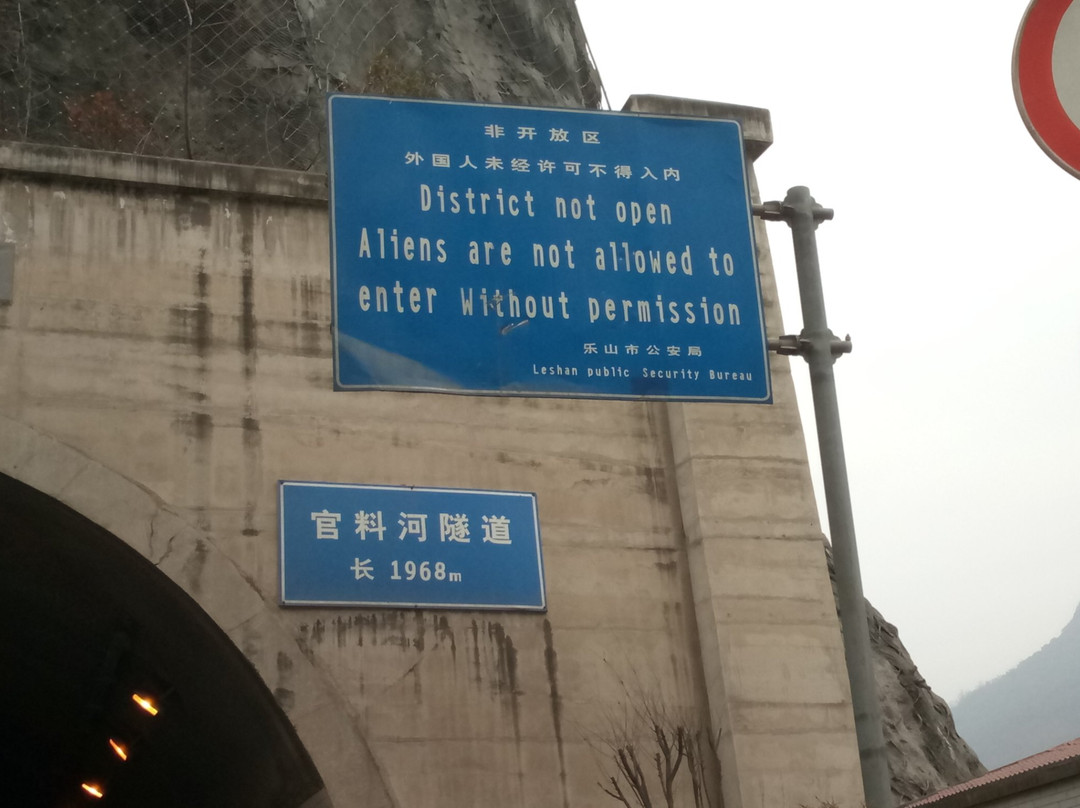 非开放区
外国人未经许可不得入内
District not open
Aliens are not allowed to
enter Without permission
乐山市公安局
Leshan public Security Bureau
官料河隧道
长 1968m